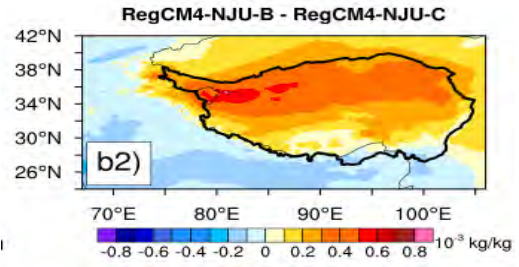 RegCM4-NJU-B - RegCM4-NJU-C
42°N
38°N
34°N
30°N
26°N
b2)
70°E 80°E 90°E 100°E
-0.8 -0.6 -0.4 -0.2 0 0.2 0.4 0.6 0.8 10-3 kg/kg